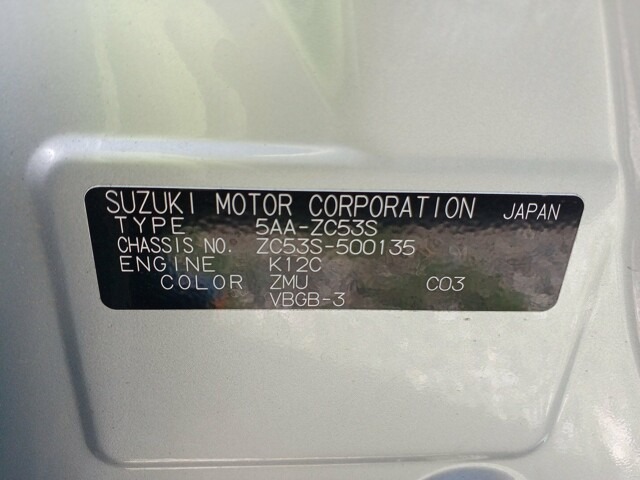 SUZUKI MOTOR CORPORATION JAPAN
TYPE 5AA-ZC53S
CHASSIS NO. ZC53S-500135
ENGINE K12C
COLOR ZMU C03
VBGB-3